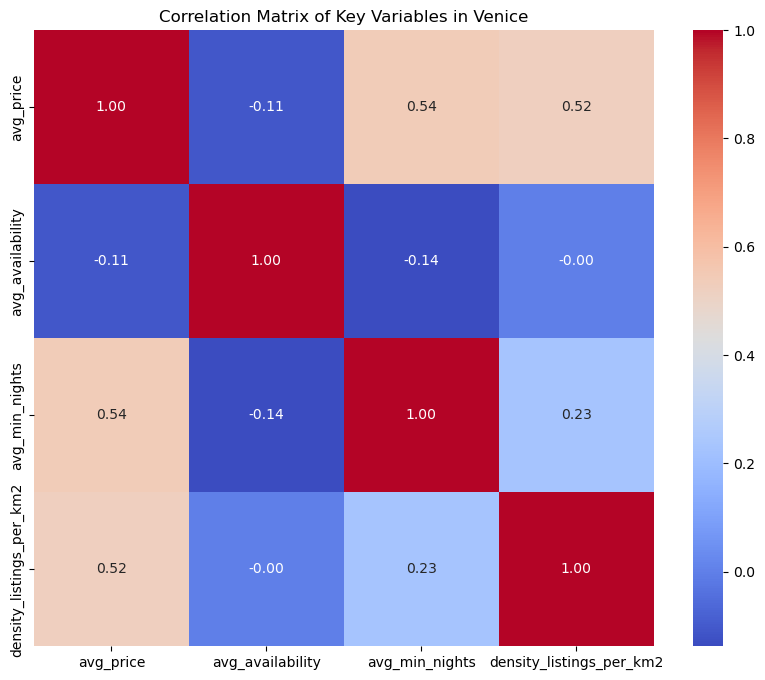 Correlation Matrix of Key Variables in Venice
avg_price
1.00
-0.11
0.54
0.52
avg_availability
-0.11
1.00
-0.14
-0.00
avg_min_nights
0.54
-0.14
1.00
0.23
density_listings_per_km2
0.52
-0.00
0.23
1.00
avg_price
avg_availability
avg_min_nights
density_listings_per_km2
1.0
0.8
0.6
0.4
0.2
0.0